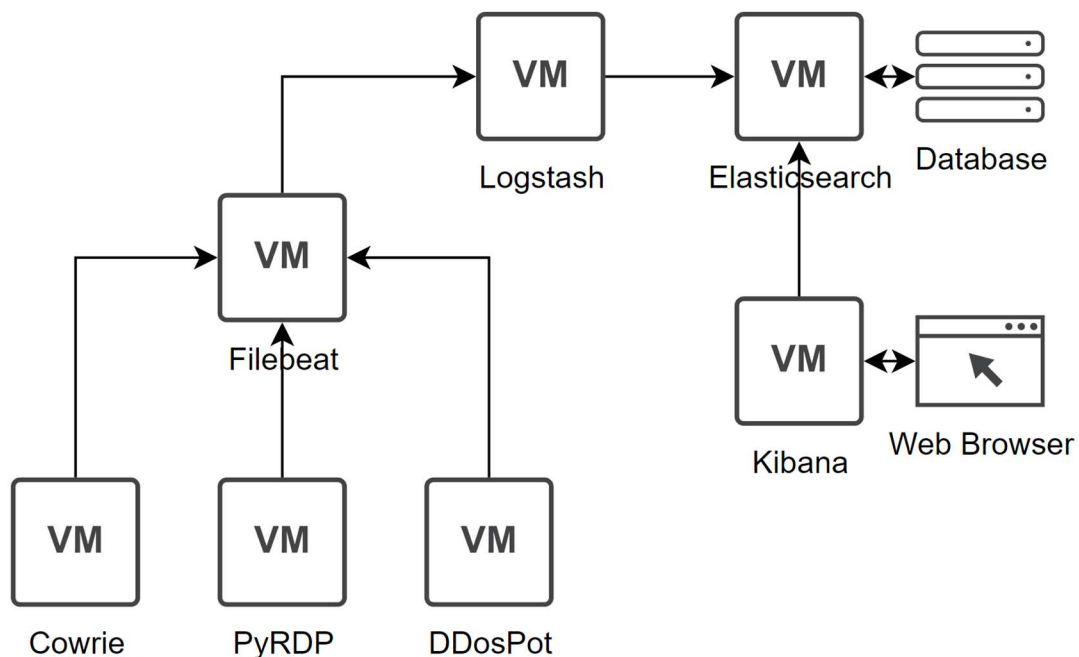 VM
VM
Logstash
Elasticsearch
Database
VM
Filebeat
VM
Kibana
Web Browser
VM
VM
VM
Cowrie
PyRDP
DDosPot